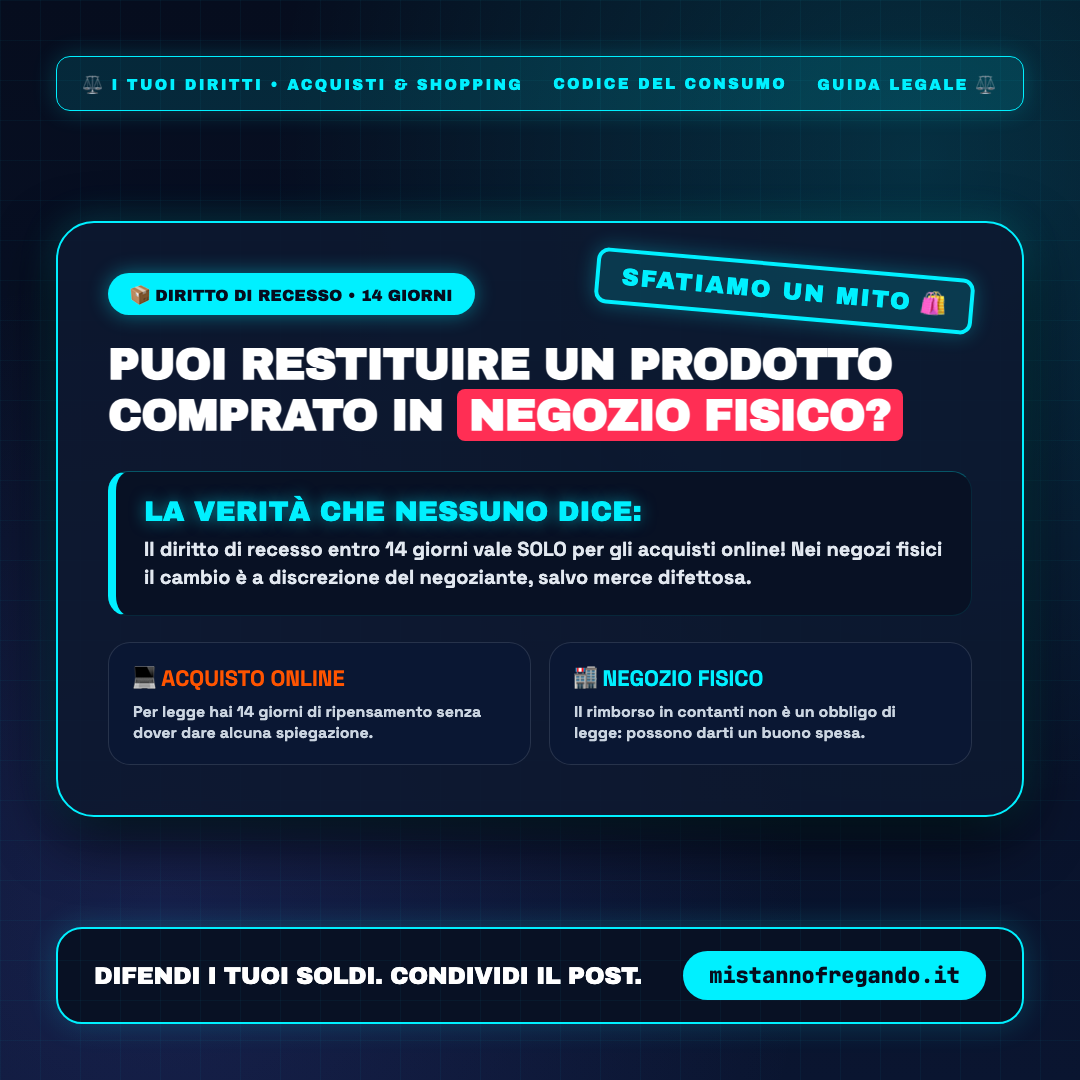 ⚖️ I TUOI DIRITTI • ACQUISTI & SHOPPING CODICE DEL CONSUMO GUIDA LEGALE ⚖️
📦 DIRITTO DI RECESSO • 14 GIORNI
SFATIAMO UN MITO 🛍️
PUOI RESTITUIRE UN PRODOTTO
COMPRATO IN NEGOZIO FISICO?
LA VERITÀ CHE NESSUNO DICE:
Il diritto di recesso entro 14 giorni vale SOLO per gli acquisti online! Nei negozi fisici
il cambio è a discrezione del negoziante, salvo merce difettosa.
💻 ACQUISTO ONLINE
Per legge hai 14 giorni di ripensamento senza
dover dare alcuna spiegazione.
🏬 NEGOZIO FISICO
Il rimborso in contanti non è un obbligo di
legge: possono darti un buono spesa.
DIFENDI I TUOI SOLDI. CONDIVIDI IL POST.
mistannofregando.it